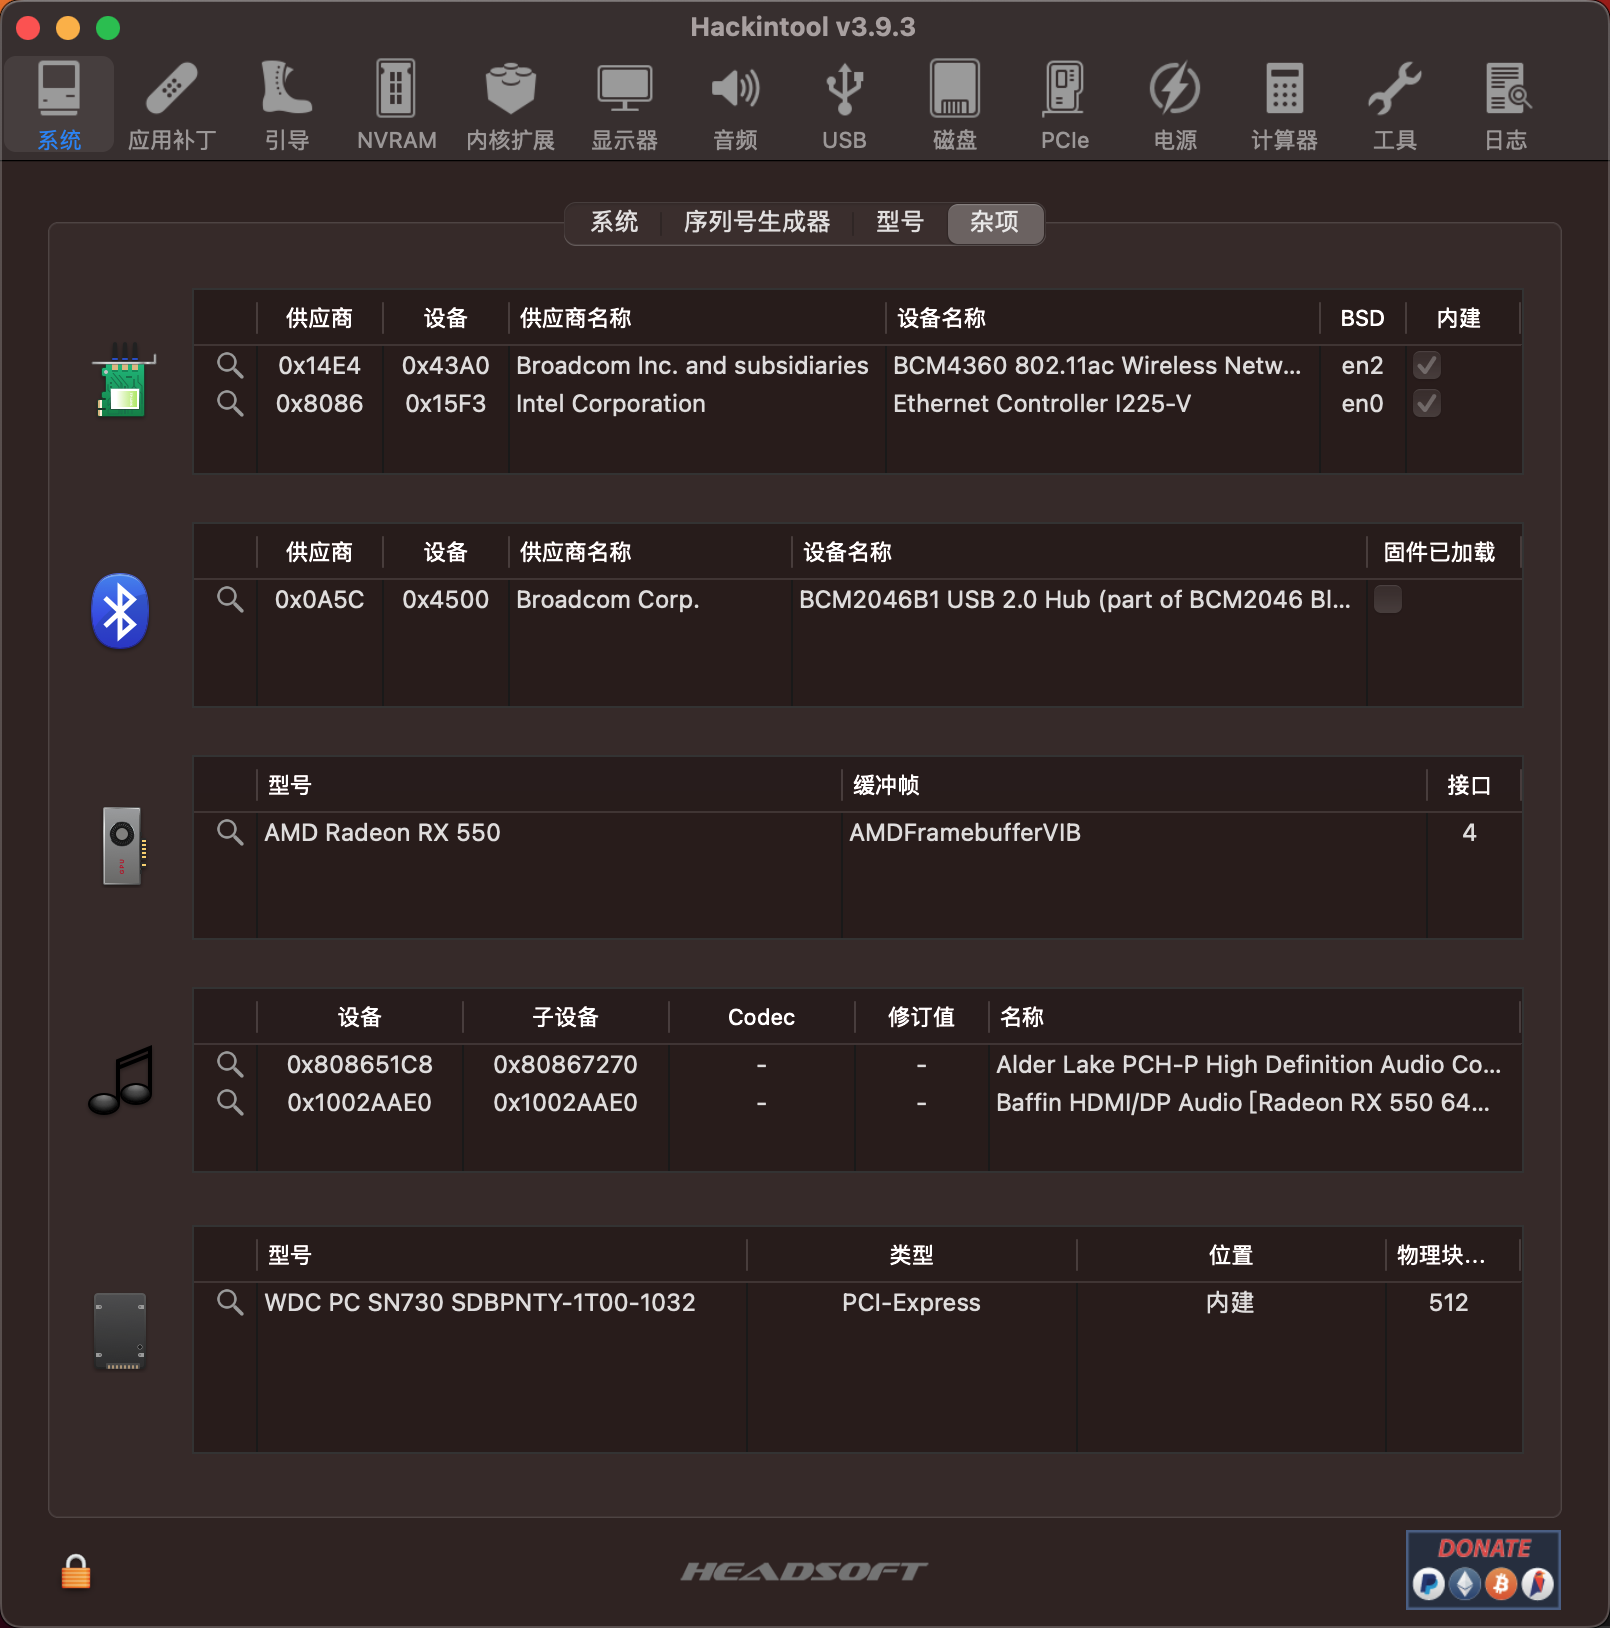 Hackintool v3.9.3
系统 应用补丁 引导 NVRAM 内核扩展 显示器 音频 USB 磁盘 PCIe 电源 计算器 工具 日志
系统 序列号生成器 型号 杂项
供应商 设备 供应商名称 设备名称 BSD 内建
0x14E4 0x43A0 Broadcom Inc. and subsidiaries BCM4360 802.11ac Wireless Netw... en2
0x8086 0x15F3 Intel Corporation Ethernet Controller I225-V en0
供应商 设备 供应商名称 设备名称 固件已加载
0x0A5C 0x4500 Broadcom Corp. BCM2046B1 USB 2.0 Hub (part of BCM2046 Bl...
型号 缓冲帧 接口
AMD Radeon RX 550 AMDFramebufferVIB 4
设备 子设备 Codec 修订值 名称
0x808651C8 0x80867270 - - Alder Lake PCH-P High Definition Audio Co...
0x1002AAE0 0x1002AAE0 - - Baffin HDMI/DP Audio [Radeon RX 550 64...
型号 类型 位置 物理块...
WDC PC SN730 SDBPNTY-1T00-1032 PCI-Express 内建 512
HEADSOFT
DONATE